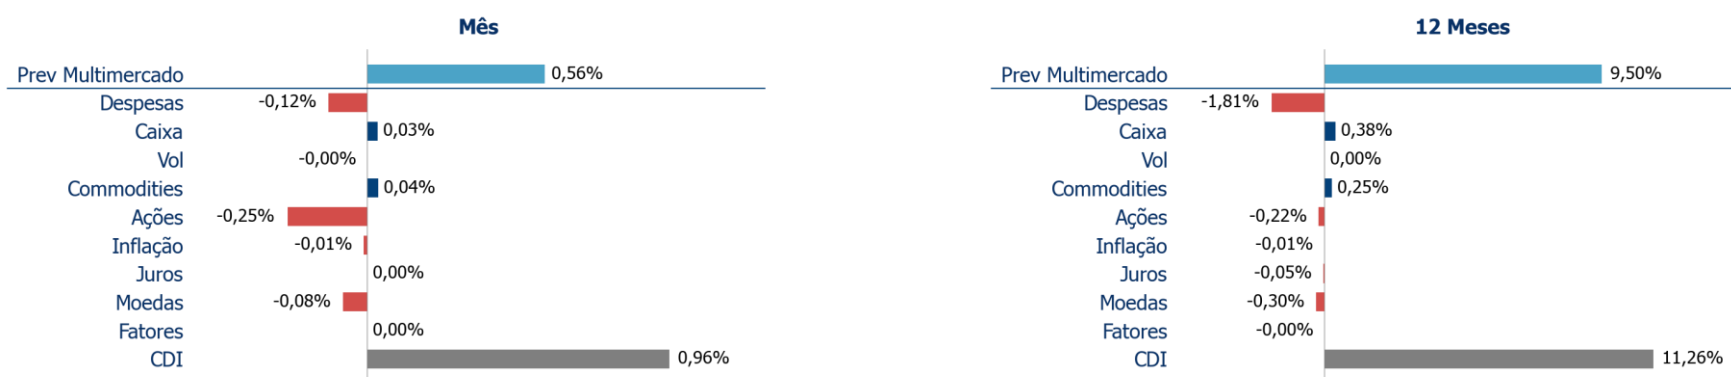 Mês
Prev Multimercado 0,56%
Despesas -0,12%
Caixa 0,03%
Vol -0,00%
Commodities 0,04%
Ações -0,25%
Inflação -0,01%
Juros 0,00%
Moedas -0,08%
Fatores 0,00%
CDI 0,96%
12 Meses
Prev Multimercado 9,50%
Despesas -1,81%
Caixa 0,38%
Vol 0,00%
Commodities 0,25%
Ações -0,22%
Inflação -0,01%
Juros -0,05%
Moedas -0,30%
Fatores -0,00%
CDI 11,26%